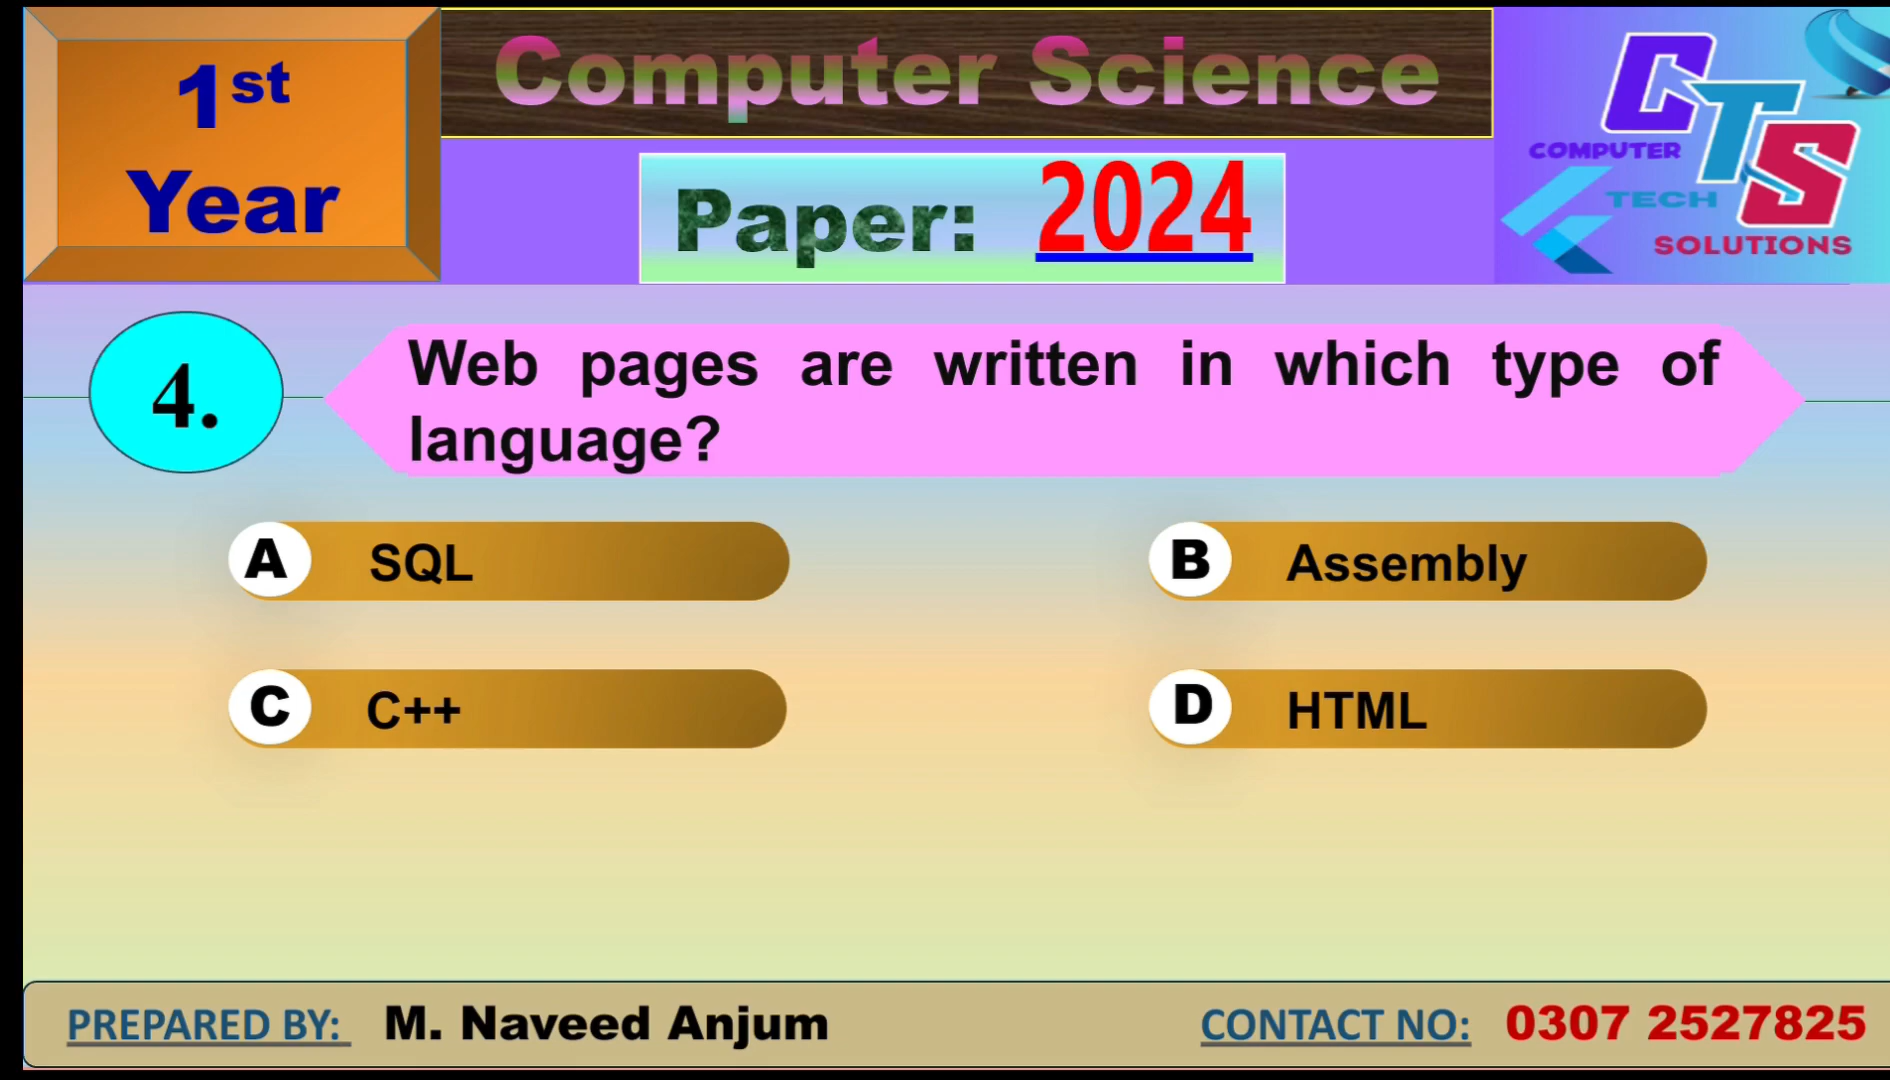 1st
Year
Computer Science
Paper: 2024
CTS
COMPUTER
TECH
SOLUTIONS
4.
Web pages are written in which type of
language?
A SQL
B Assembly
C C++
D HTML
PREPARED BY: M. Naveed Anjum
CONTACT NO: 0307 2527825